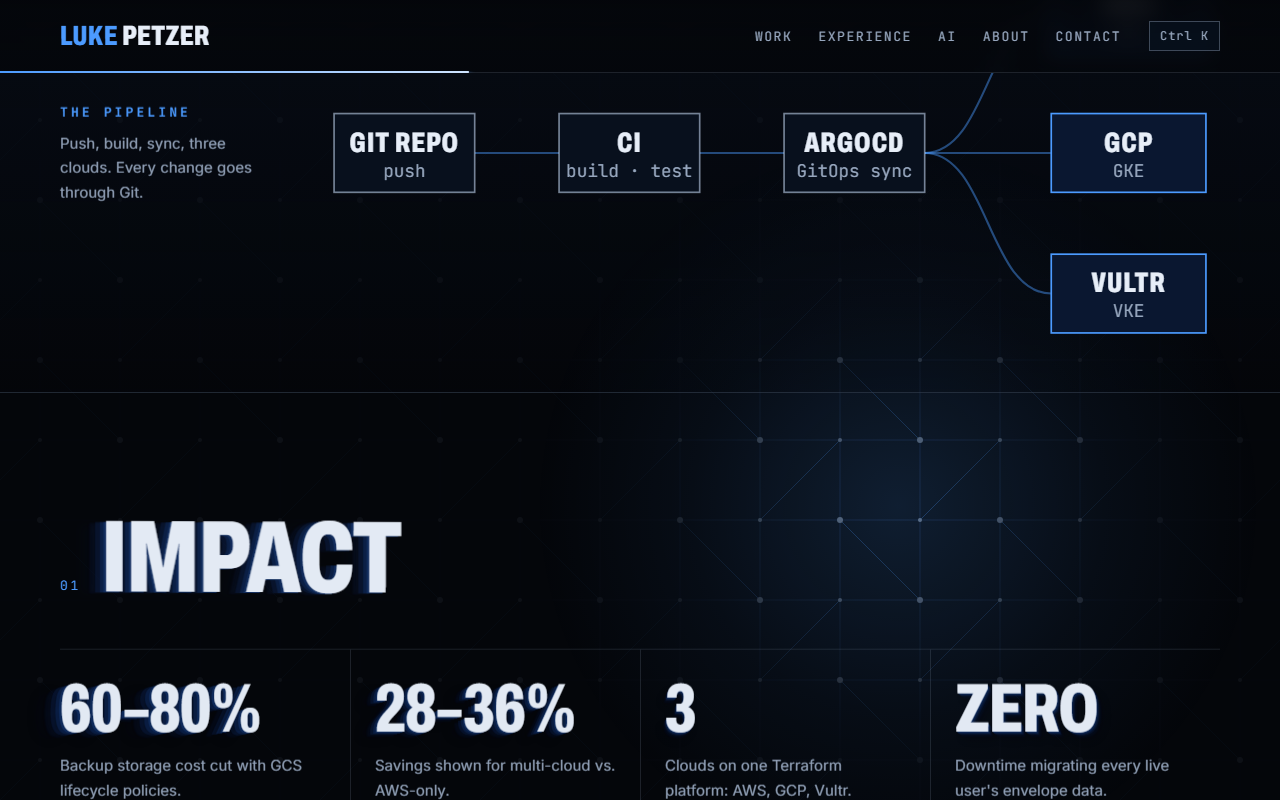 LUKE PETZER
WORK EXPERIENCE AI ABOUT CONTACT Ctrl K
THE PIPELINE
Push, build, sync, three
clouds. Every change goes
through Git.
GIT REPO
push
CI
build · test
ARGOCD
GitOps sync
GCP
GKE
VULTR
VKE
01 IMPACT
60–80%
Backup storage cost cut with GCS
lifecycle policies.
28–36%
Savings shown for multi-cloud vs.
AWS-only.
3
Clouds on one Terraform
platform: AWS, GCP, Vultr.
ZERO
Downtime migrating every live
user's envelope data.